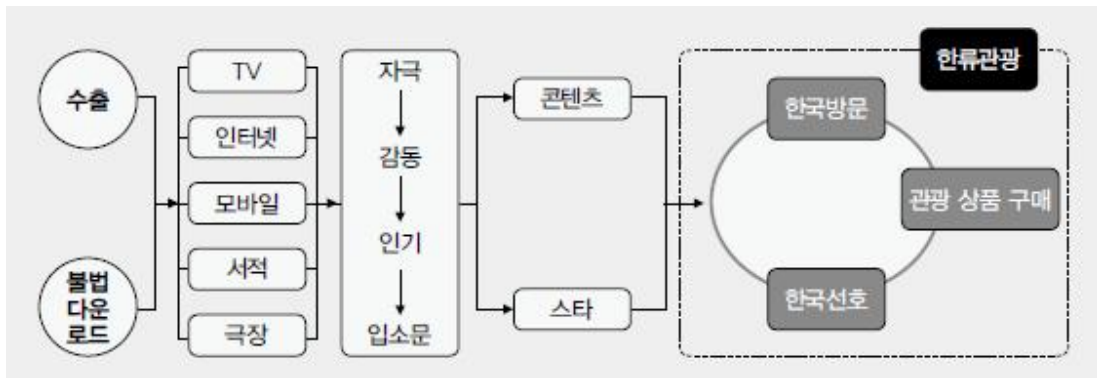 수출
불법
다운
로드
TV
인터넷
모바일
서적
극장
자극
감동
인기
입소문
콘텐츠
스타
한류관광
한국방문
관광 상품 구매
한국선호